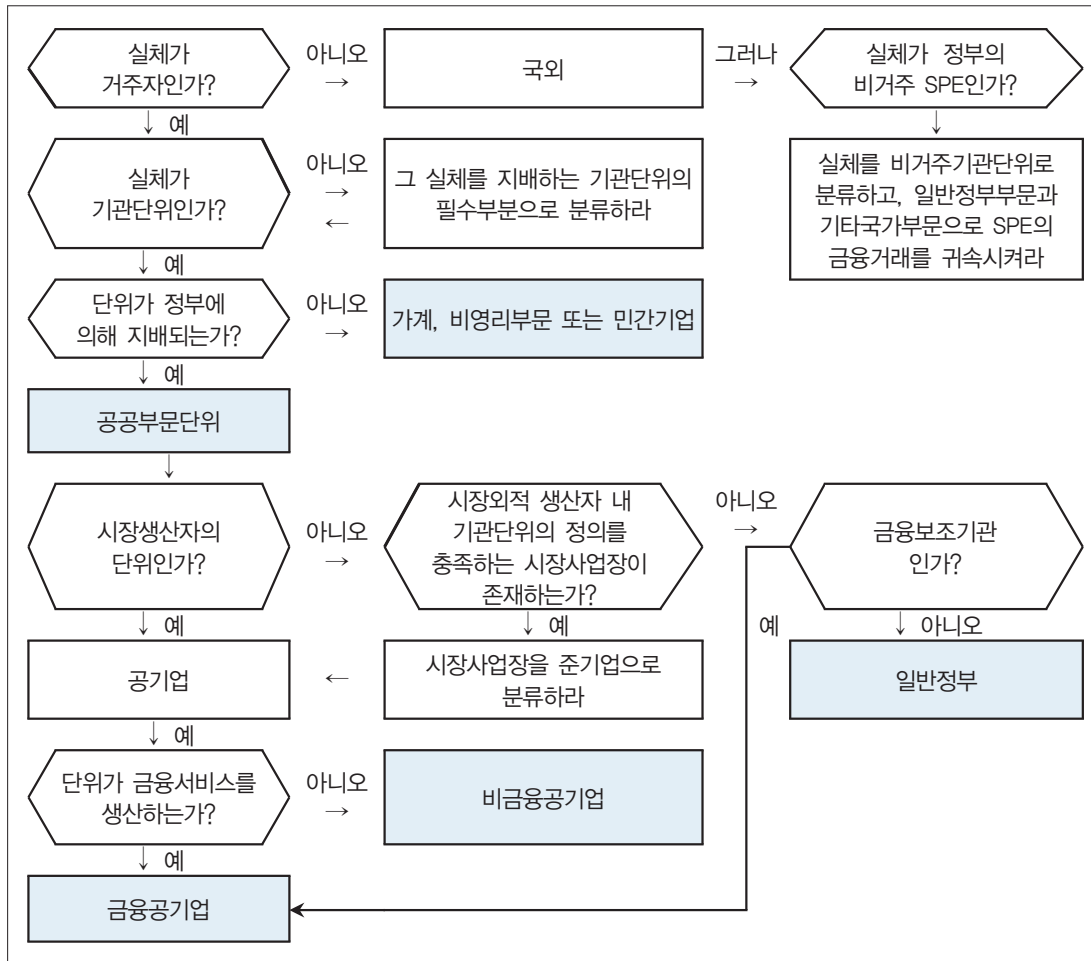 실체가
거주자인가?
아니오
→
국외
그러나
→
실체가 정부의
비거주 SPE인가?
↓ 예
↓
실체가
기관단위인가?
아니오
→
←
그 실체를 지배하는 기관단위의
필수부분으로 분류하라
실체를 비거주기관단위로
분류하고, 일반정부부문과
기타국가부문으로 SPE의
금융거래를 귀속시켜라
↓ 예
단위가 정부에
의해 지배되는가?
아니오
→
가계, 비영리부문 또는 민간기업
↓ 예
공공부문단위
↓
시장생산자의
단위인가?
아니오
→
시장외적 생산자 내
기관단위의 정의를
충족하는 시장사업장이
존재하는가?
아니오
→
금융보조기관
인가?
↓ 예
↓ 예
예
↓ 아니오
공기업
←
시장사업장을 준기업으로
분류하라
일반정부
↓ 예
단위가 금융서비스를
생산하는가?
아니오
→
비금융공기업
↓ 예
금융공기업